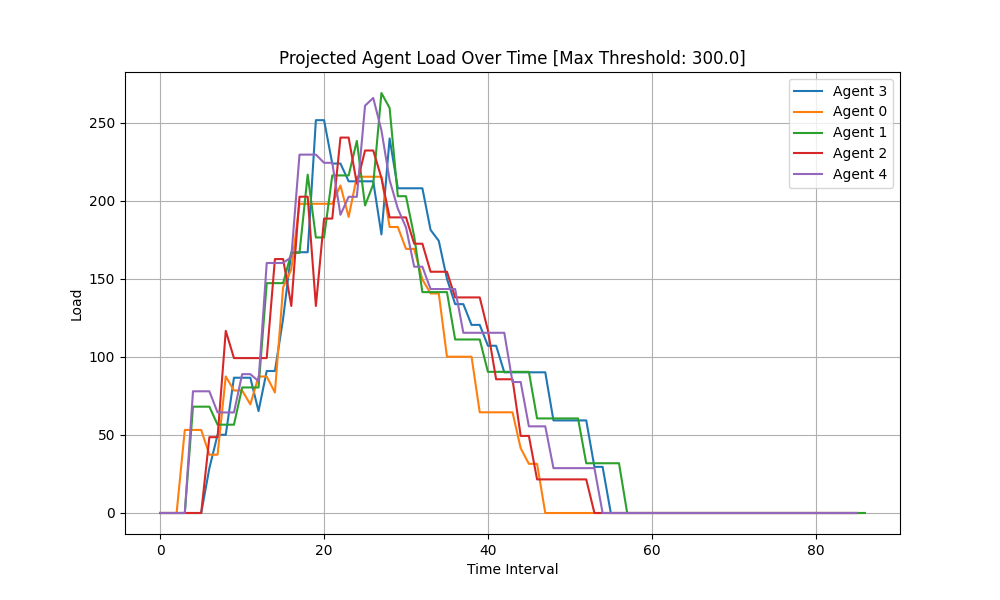 Projected Agent Load Over Time [Max Threshold: 300.0]
Agent 3
Agent 0
Agent 1
Agent 2
Agent 4
Load
250
200
150
100
50
0
0 20 40 60 80
Time Interval